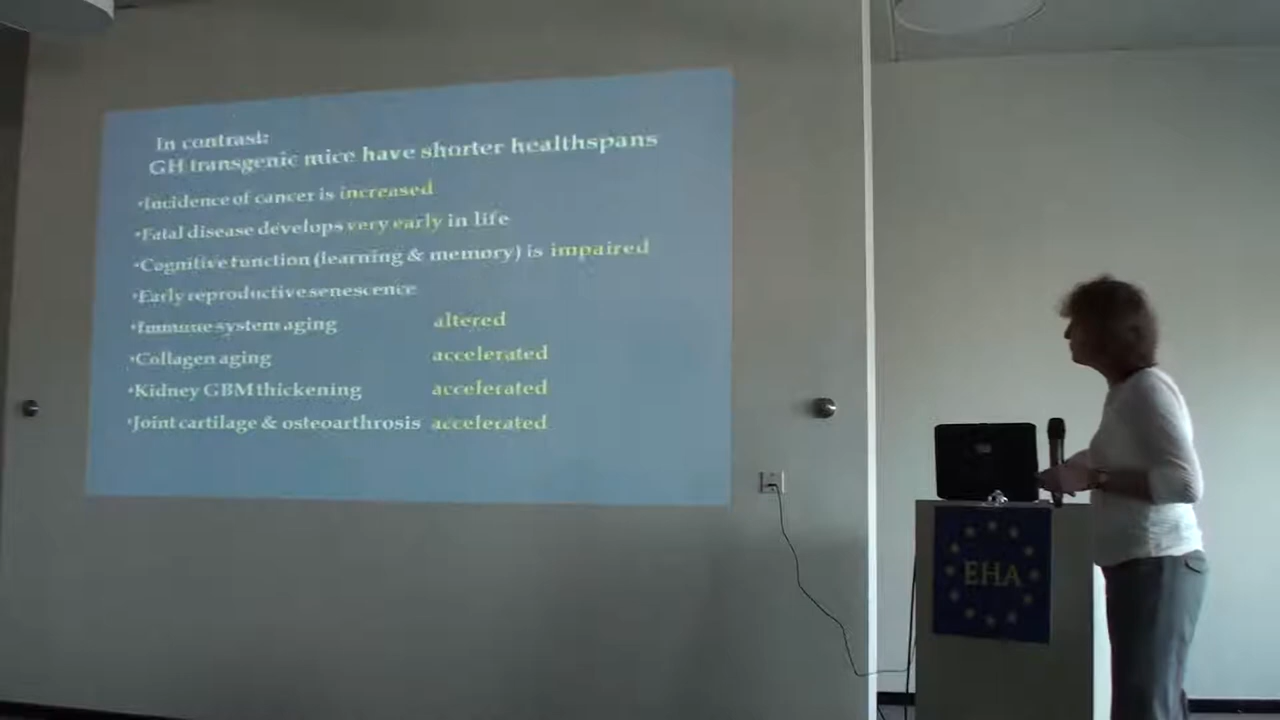 In contrast:
GH transgenic mice have shorter healthspans
•Incidence of cancer is increased
•Fatal disease develops very early in life
•Cognitive function (learning & memory) is impaired
•Early reproductive senescence
•Immune system aging altered
•Collagen aging accelerated
•Kidney GBM thickening accelerated
•Joint cartilage & osteoarthrosis accelerated
EHA